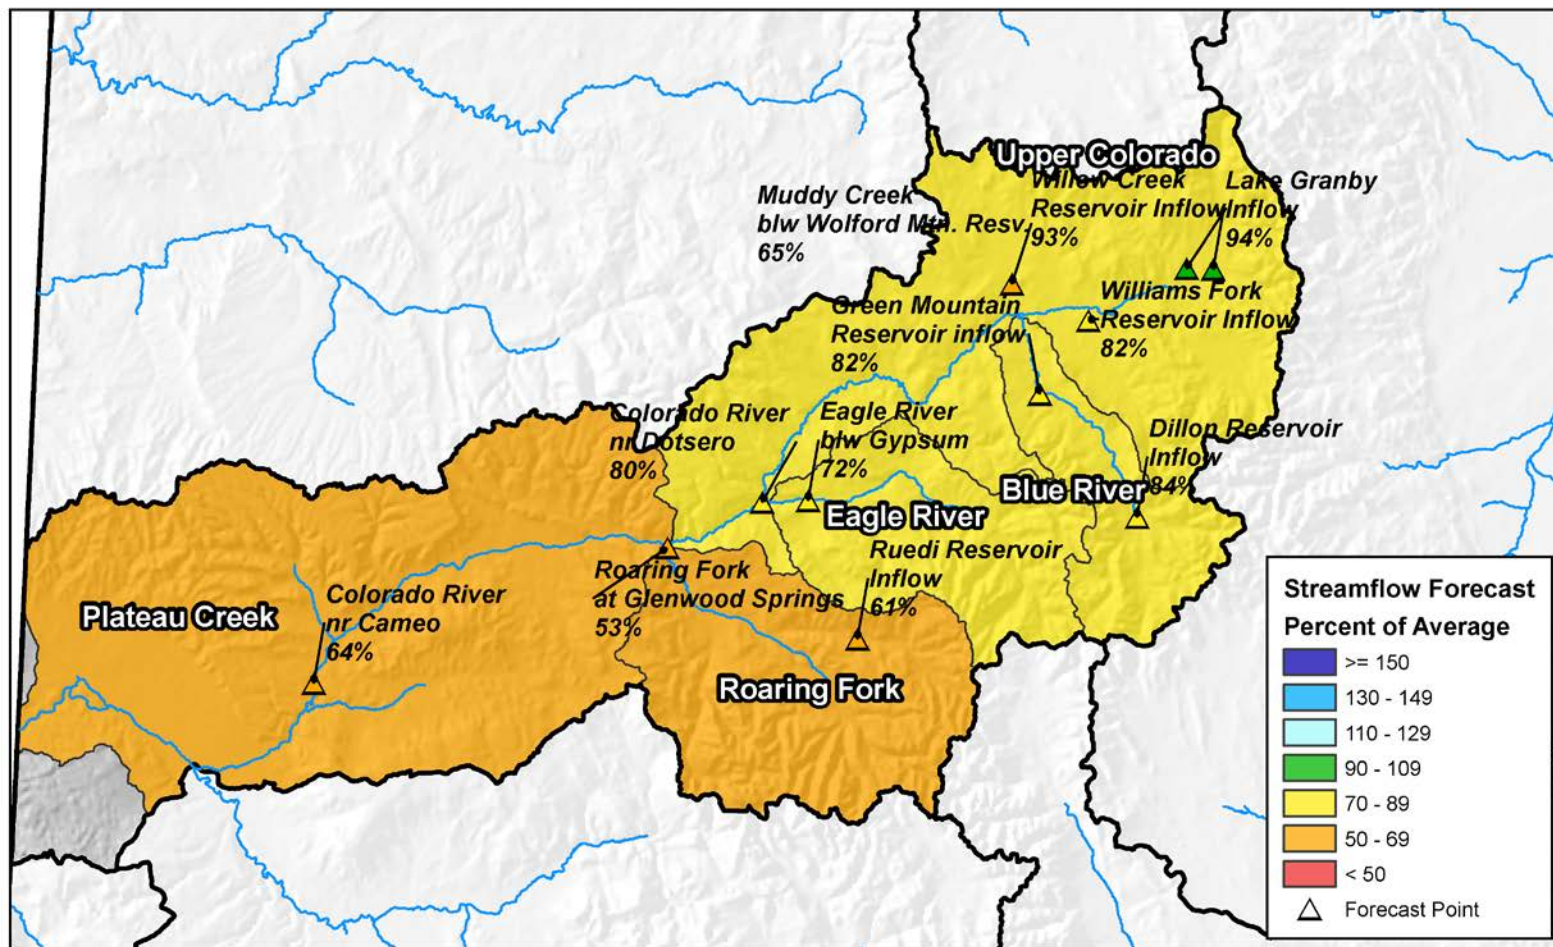 Upper Colorado
Muddy Creek
blw Wolford Mtn. Resv.
65%
Willow Creek
Reservoir Inflow
93%
Lake Granby
Inflow
94%
Green Mountain
Reservoir inflow
82%
Williams Fork
Reservoir Inflow
82%
Colorado River
nr Dotsero
80%
Eagle River
blw Gypsum
72%
Dillon Reservoir
Inflow
84%
Blue River
Eagle River
Ruedi Reservoir
Inflow
61%
Roaring Fork
at Glenwood Springs
53%
Colorado River
nr Cameo
64%
Plateau Creek
Roaring Fork
Streamflow Forecast
Percent of Average
>= 150
130 - 149
110 - 129
90 - 109
70 - 89
50 - 69
< 50
Forecast Point